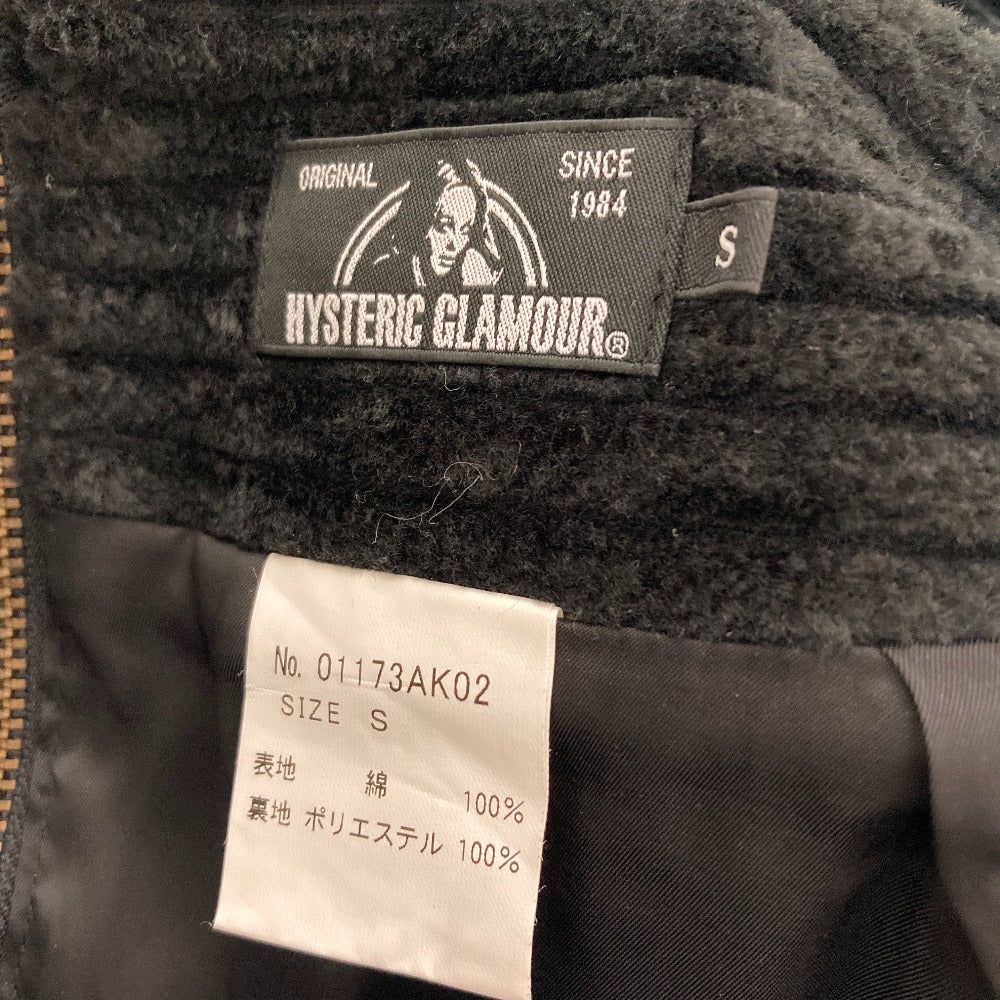 ORIGINAL
SINCE
1984
HYSTERIC GLAMOUR®
S
No. 01173AK02
SIZE S
表地 綿 100%
裏地 ポリエステル 100%